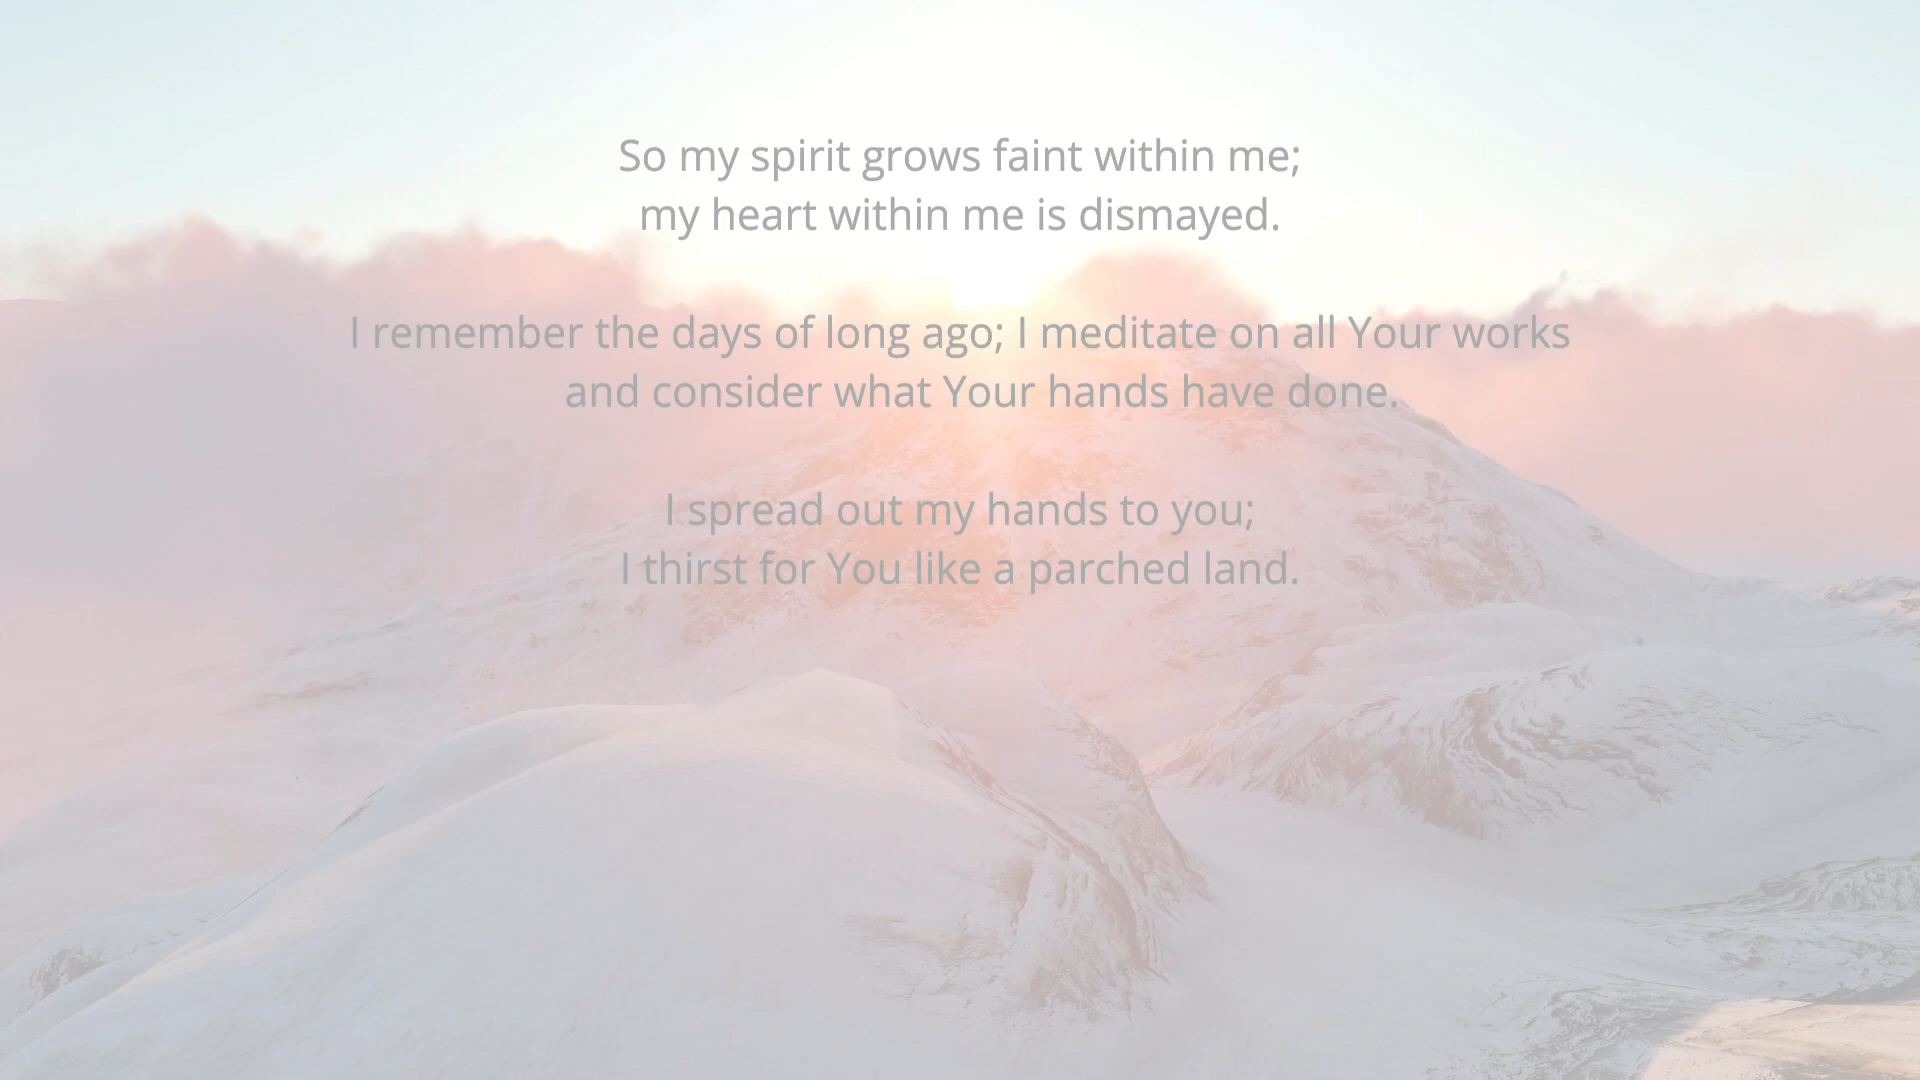 So my spirit grows faint within me;
my heart within me is dismayed.
I remember the days of long ago; I meditate on all Your works
and consider what Your hands have done.
I spread out my hands to you;
I thirst for You like a parched land.